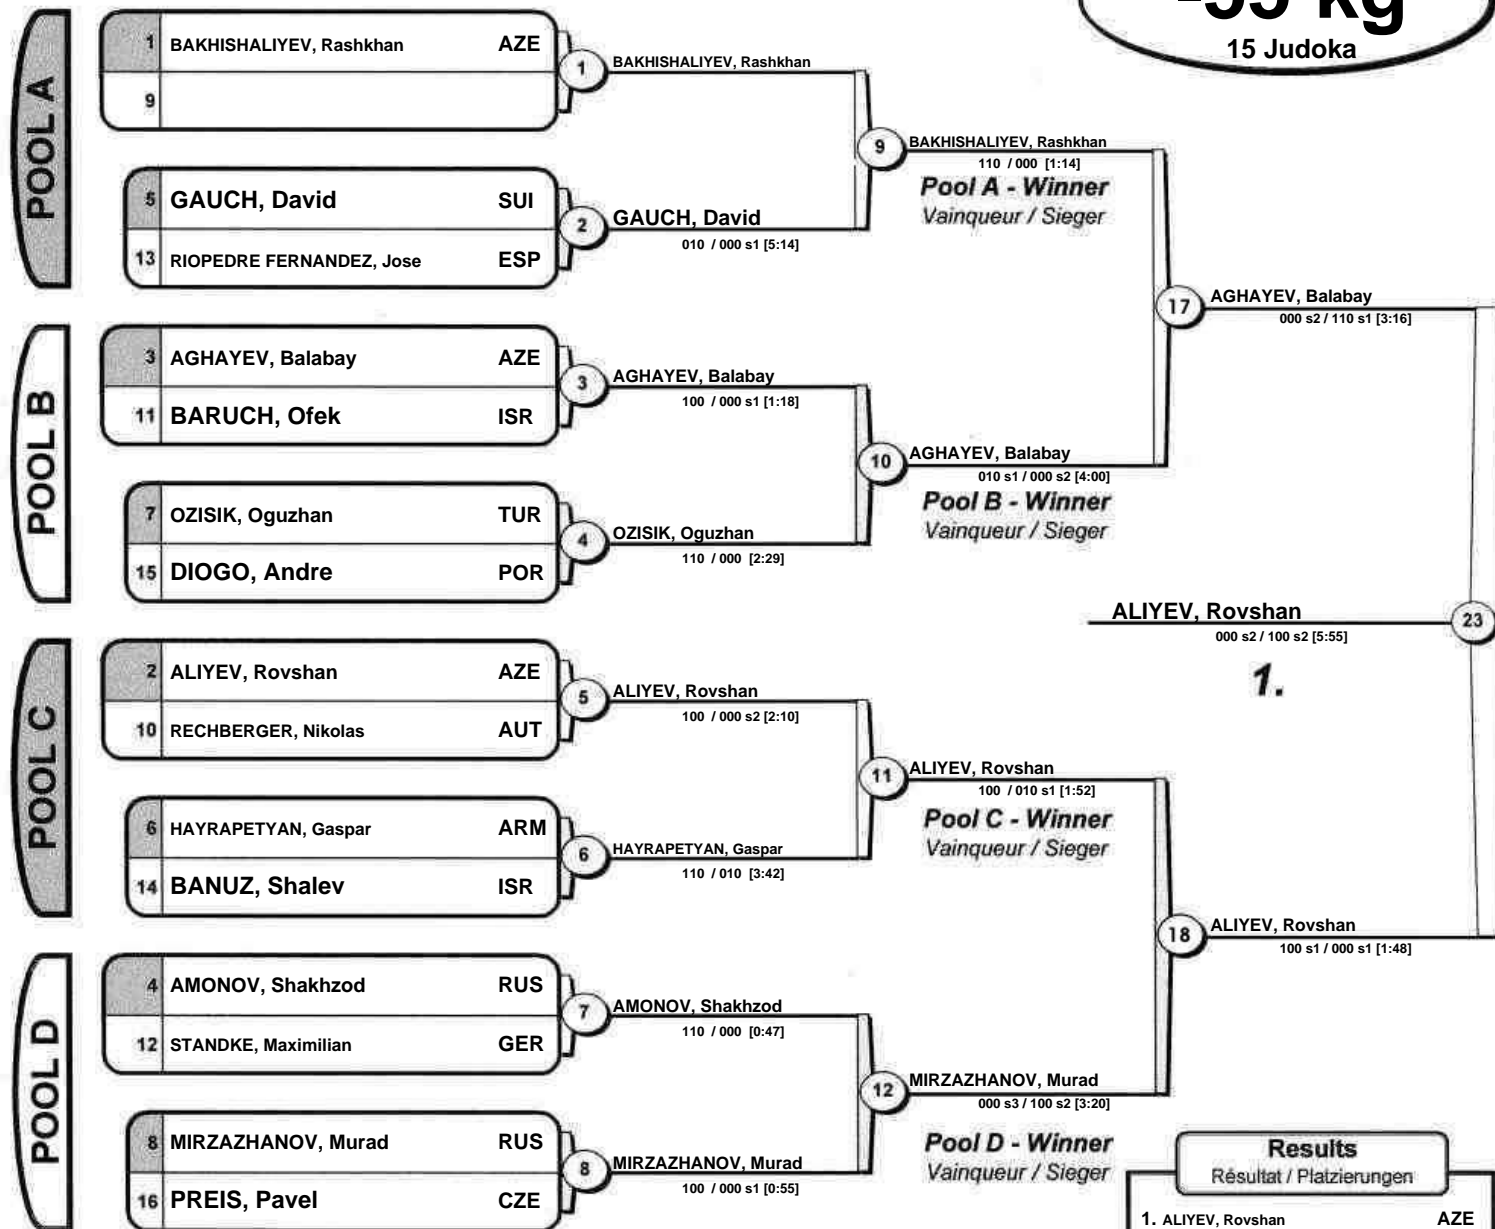 -55 kg
15 Judoka
POOL A
1 BAKHISHALIYEV, Rashkhan AZE
9
1 BAKHISHALIYEV, Rashkhan
5 GAUCH, David SUI
13 RIOPEDRE FERNANDEZ, Jose ESP
2 GAUCH, David
010 / 000 s1 [5:14]
9 BAKHISHALIYEV, Rashkhan
110 / 000 [1:14]
Pool A - Winner
Vainqueur / Sieger
POOL B
3 AGHAYEV, Balabay AZE
11 BARUCH, Ofek ISR
3 AGHAYEV, Balabay
100 / 000 s1 [1:18]
7 OZISIK, Oguzhan TUR
15 DIOGO, Andre POR
4 OZISIK, Oguzhan
110 / 000 [2:29]
10 AGHAYEV, Balabay
010 s1 / 000 s2 [4:00]
Pool B - Winner
Vainqueur / Sieger
17 AGHAYEV, Balabay
000 s2 / 110 s1 [3:16]
ALIYEV, Rovshan 23
000 s2 / 100 s2 [5:55]
1.
POOL C
2 ALIYEV, Rovshan AZE
10 RECHBERGER, Nikolas AUT
5 ALIYEV, Rovshan
100 / 000 s2 [2:10]
6 HAYRAPETYAN, Gaspar ARM
14 BANUZ, Shalev ISR
6 HAYRAPETYAN, Gaspar
110 / 010 [3:42]
11 ALIYEV, Rovshan
100 / 010 s1 [1:52]
Pool C - Winner
Vainqueur / Sieger
18 ALIYEV, Rovshan
100 s1 / 000 s1 [1:48]
POOL D
4 AMONOV, Shakhzod RUS
12 STANDKE, Maximilian GER
7 AMONOV, Shakhzod
110 / 000 [0:47]
8 MIRZAZHANOV, Murad RUS
16 PREIS, Pavel CZE
8 MIRZAZHANOV, Murad
100 / 000 s1 [0:55]
12 MIRZAZHANOV, Murad
000 s3 / 100 s2 [3:20]
Pool D - Winner
Vainqueur / Sieger
Results
Résultat / Platzierungen
1. ALIYEV, Rovshan AZE